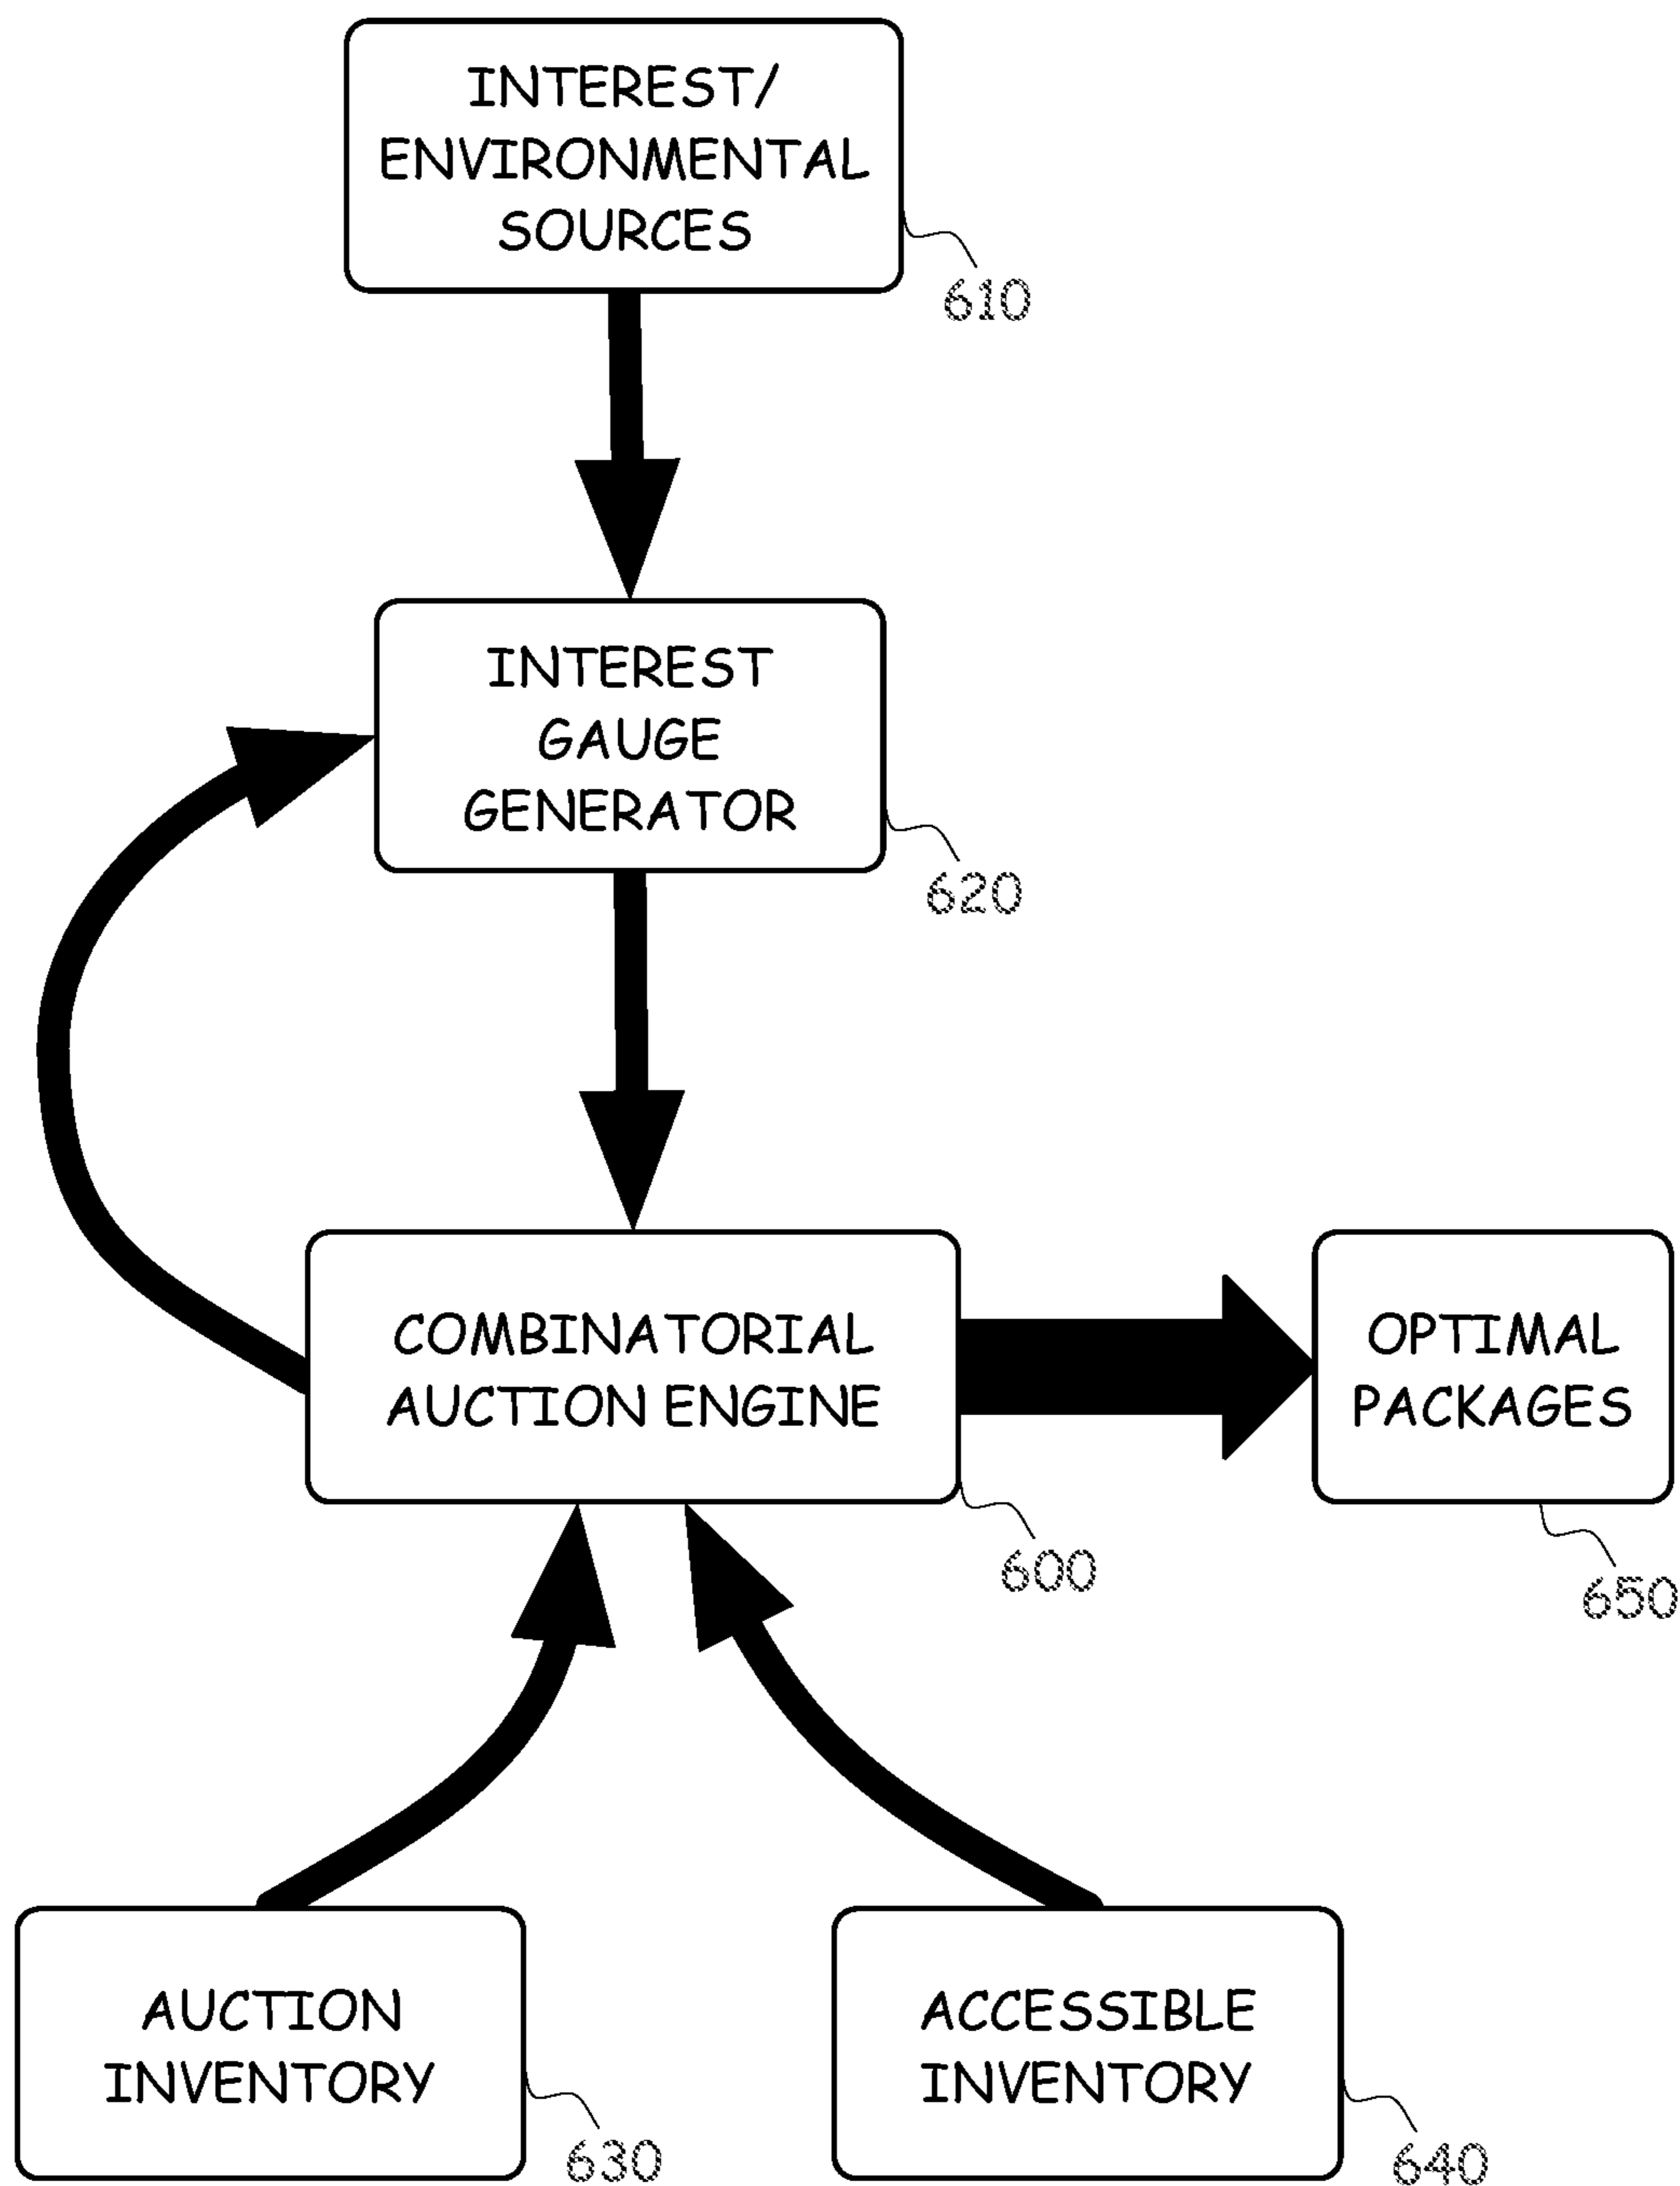 INTEREST/
ENVIRONMENTAL
SOURCES
610
INTEREST
GAUGE
GENERATOR
620
COMBINATORIAL
AUCTION ENGINE
600
OPTIMAL
PACKAGES
650
AUCTION
INVENTORY
630
ACCESSIBLE
INVENTORY
640